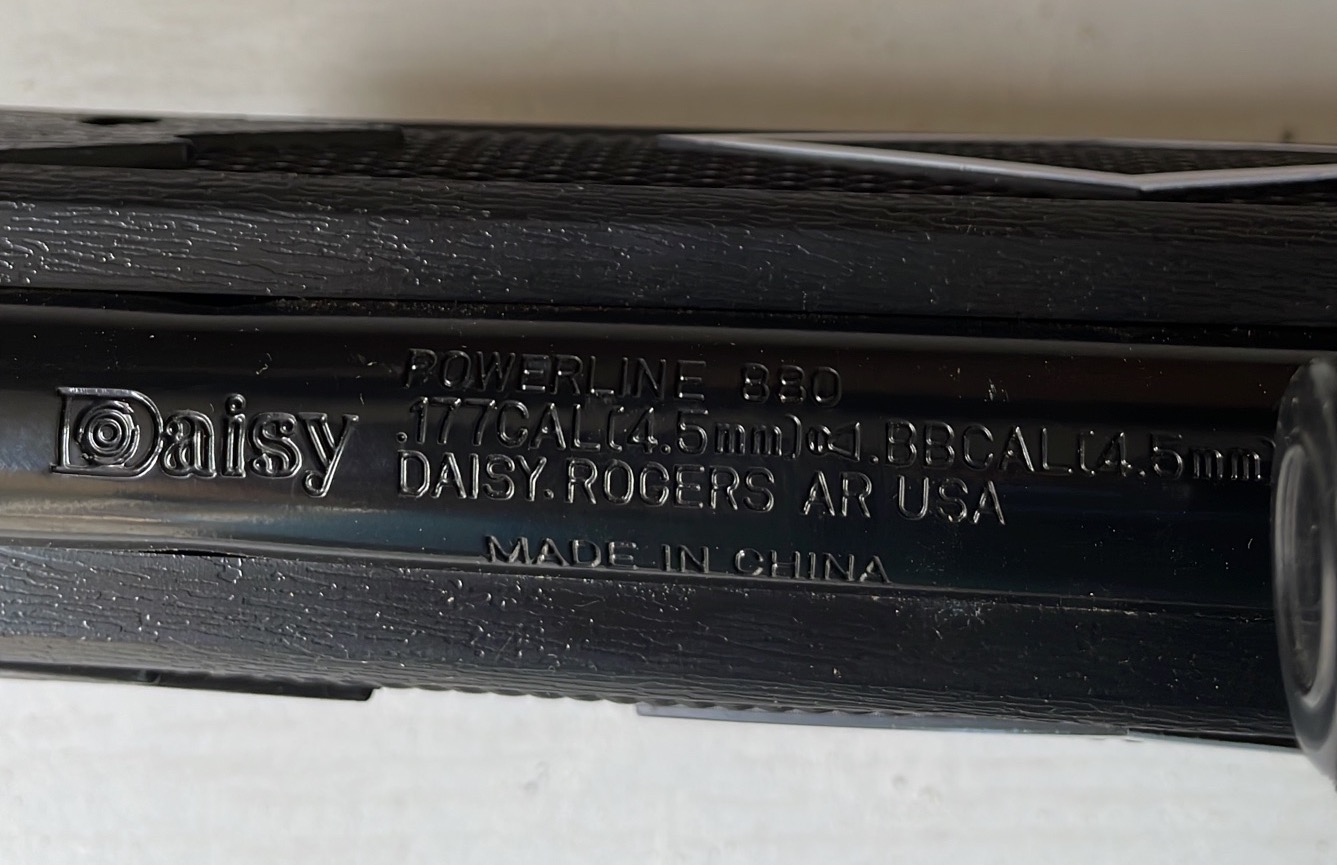 Daisy
POWERLINE 880
.177CAL(4.5mm) .BBCAL(4.5mm)
DAISY.ROGERS AR USA
MADE IN CHINA